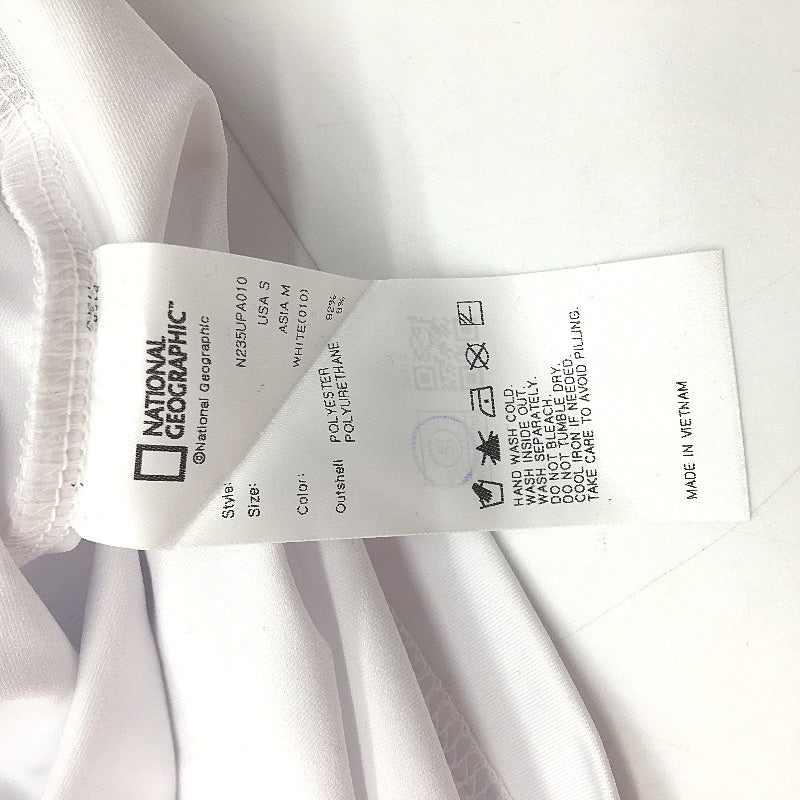 NATIONAL
GEOGRAPHIC™
©National Geographic
Style: N235UPA010
Size: USA S
ASIA M
Color: WHITE(010)
Outshell POLYESTER 92%
POLYURETHANE 8%
HAND WASH COLD.
WASH INSIDE OUT.
WASH SEPARATELY.
DO NOT BLEACH.
DO NOT TUMBLE DRY.
COOL IRON IF NEEDED.
TAKE CARE TO AVOID PILLING.
MADE IN VIETNAM